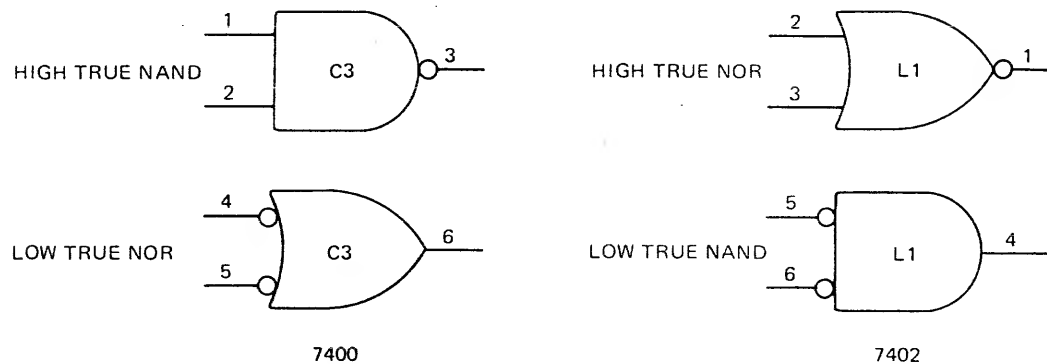 1
2
HIGH TRUE NAND
C3
3
2
3
HIGH TRUE NOR
L1
1
4
5
LOW TRUE NOR
C3
6
7400
5
6
LOW TRUE NAND
L1
4
7402